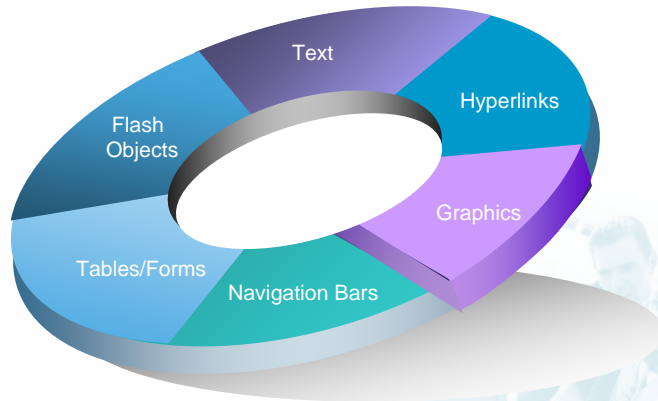 Text
Hyperlinks
Flash
Objects
Graphics
Tables/Forms
Navigation Bars